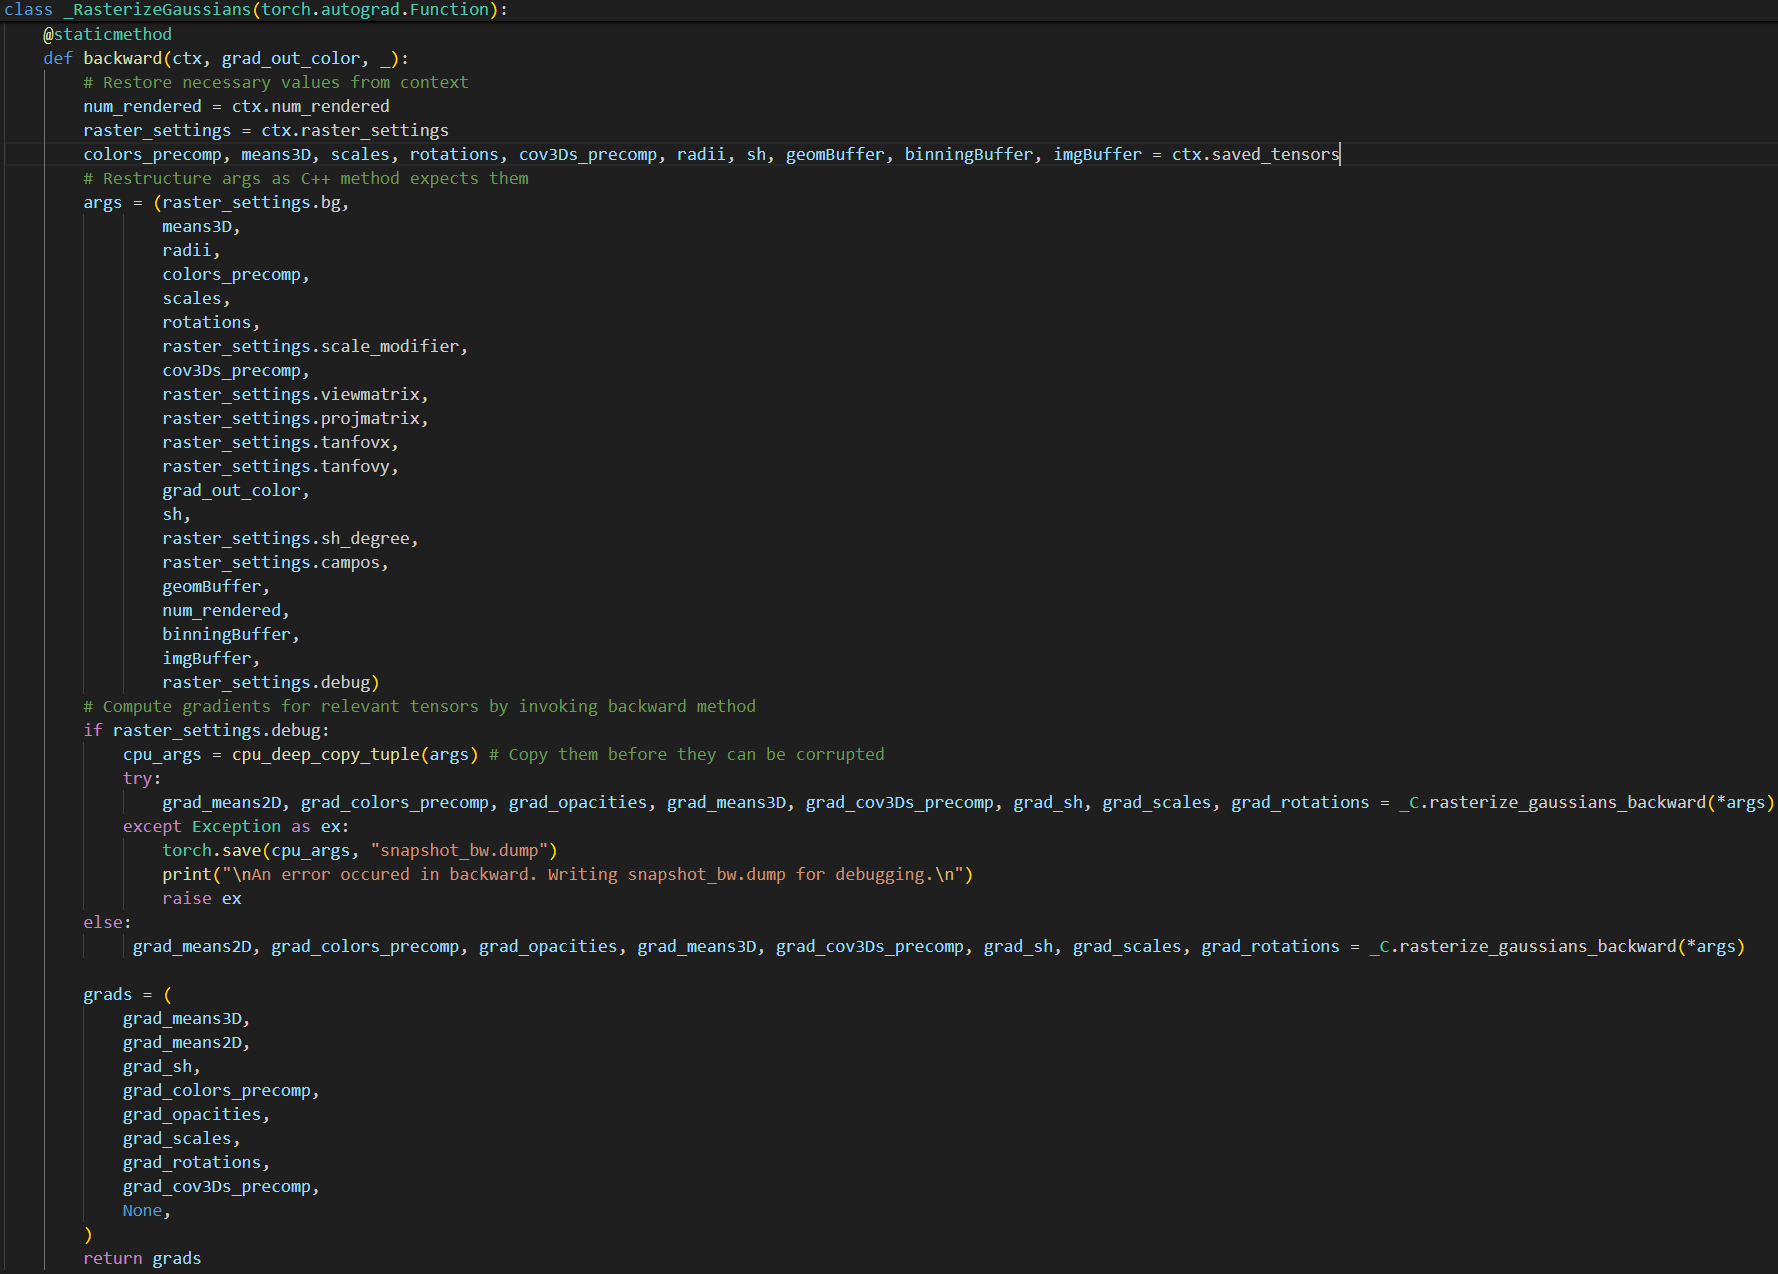 class _RasterizeGaussians(torch.autograd.Function):
    @staticmethod
    def backward(ctx, grad_out_color, _):
        # Restore necessary values from context
        num_rendered = ctx.num_rendered
        raster_settings = ctx.raster_settings
        colors_precomp, means3D, scales, rotations, cov3Ds_precomp, radii, sh, geomBuffer, binningBuffer, imgBuffer = ctx.saved_tensors
        # Restructure args as C++ method expects them
        args = (raster_settings.bg,
                means3D,
                radii,
                colors_precomp,
                scales,
                rotations,
                raster_settings.scale_modifier,
                cov3Ds_precomp,
                raster_settings.viewmatrix,
                raster_settings.projmatrix,
                raster_settings.tanfovx,
                raster_settings.tanfovy,
                grad_out_color,
                sh,
                raster_settings.sh_degree,
                raster_settings.campos,
                geomBuffer,
                num_rendered,
                binningBuffer,
                imgBuffer,
                raster_settings.debug)
        # Compute gradients for relevant tensors by invoking backward method
        if raster_settings.debug:
            cpu_args = cpu_deep_copy_tuple(args) # Copy them before they can be corrupted
            try:
                grad_means2D, grad_colors_precomp, grad_opacities, grad_means3D, grad_cov3Ds_precomp, grad_sh, grad_scales, grad_rotations = _C.rasterize_gaussians_backward(*args)
            except Exception as ex:
                torch.save(cpu_args, "snapshot_bw.dump")
                print("\nAn error occured in backward. Writing snapshot_bw.dump for debugging.\n")
                raise ex
        else:
             grad_means2D, grad_colors_precomp, grad_opacities, grad_means3D, grad_cov3Ds_precomp, grad_sh, grad_scales, grad_rotations = _C.rasterize_gaussians_backward(*args)
        grads = (
            grad_means3D,
            grad_means2D,
            grad_sh,
            grad_colors_precomp,
            grad_opacities,
            grad_scales,
            grad_rotations,
            grad_cov3Ds_precomp,
            None,
        )
        return grads